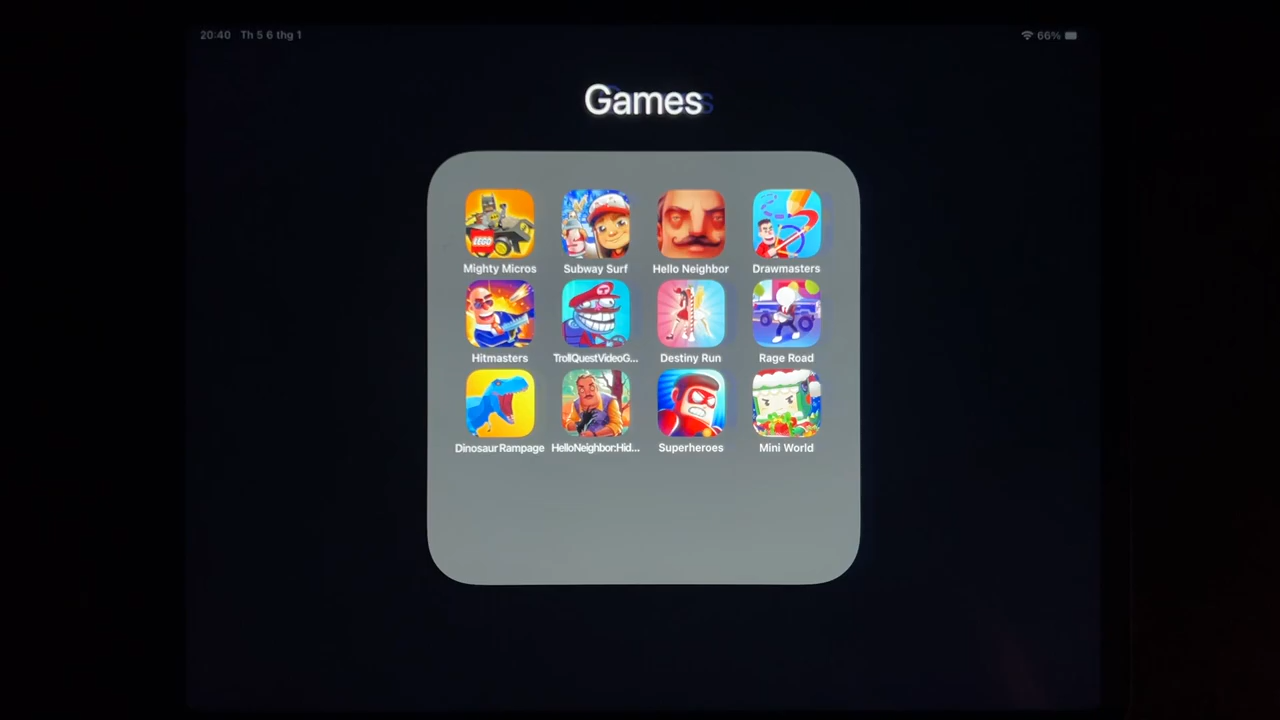 20:40 Th 5 6 thg 1
66%
Games
LEGO
Mighty Micros
Subway Surf
Hello Neighbor
Drawmasters
Hitmasters
TrollQuestVideoG...
Destiny Run
Rage Road
Dinosaur Rampage
HelloNeighbor:Hid...
Superheroes
Mini World